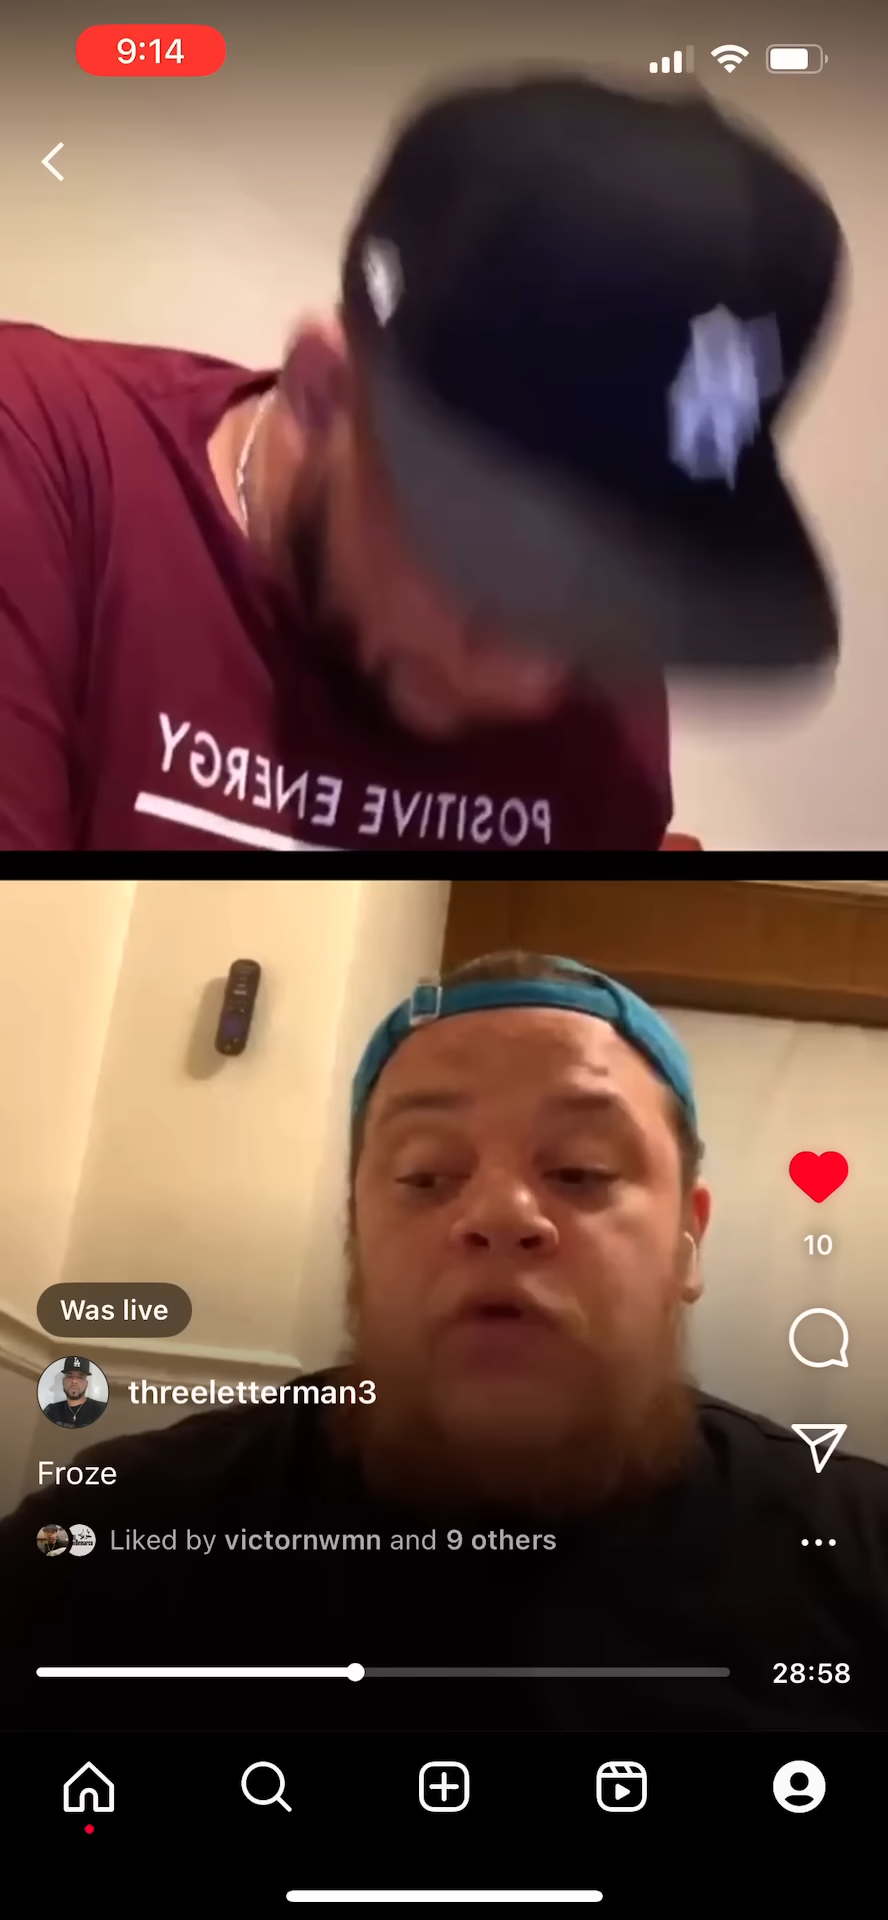 9:14
POSITIVE ENERGY
Was live
threeletterman3
10
Froze
Liked by victornwmn and 9 others
28:58